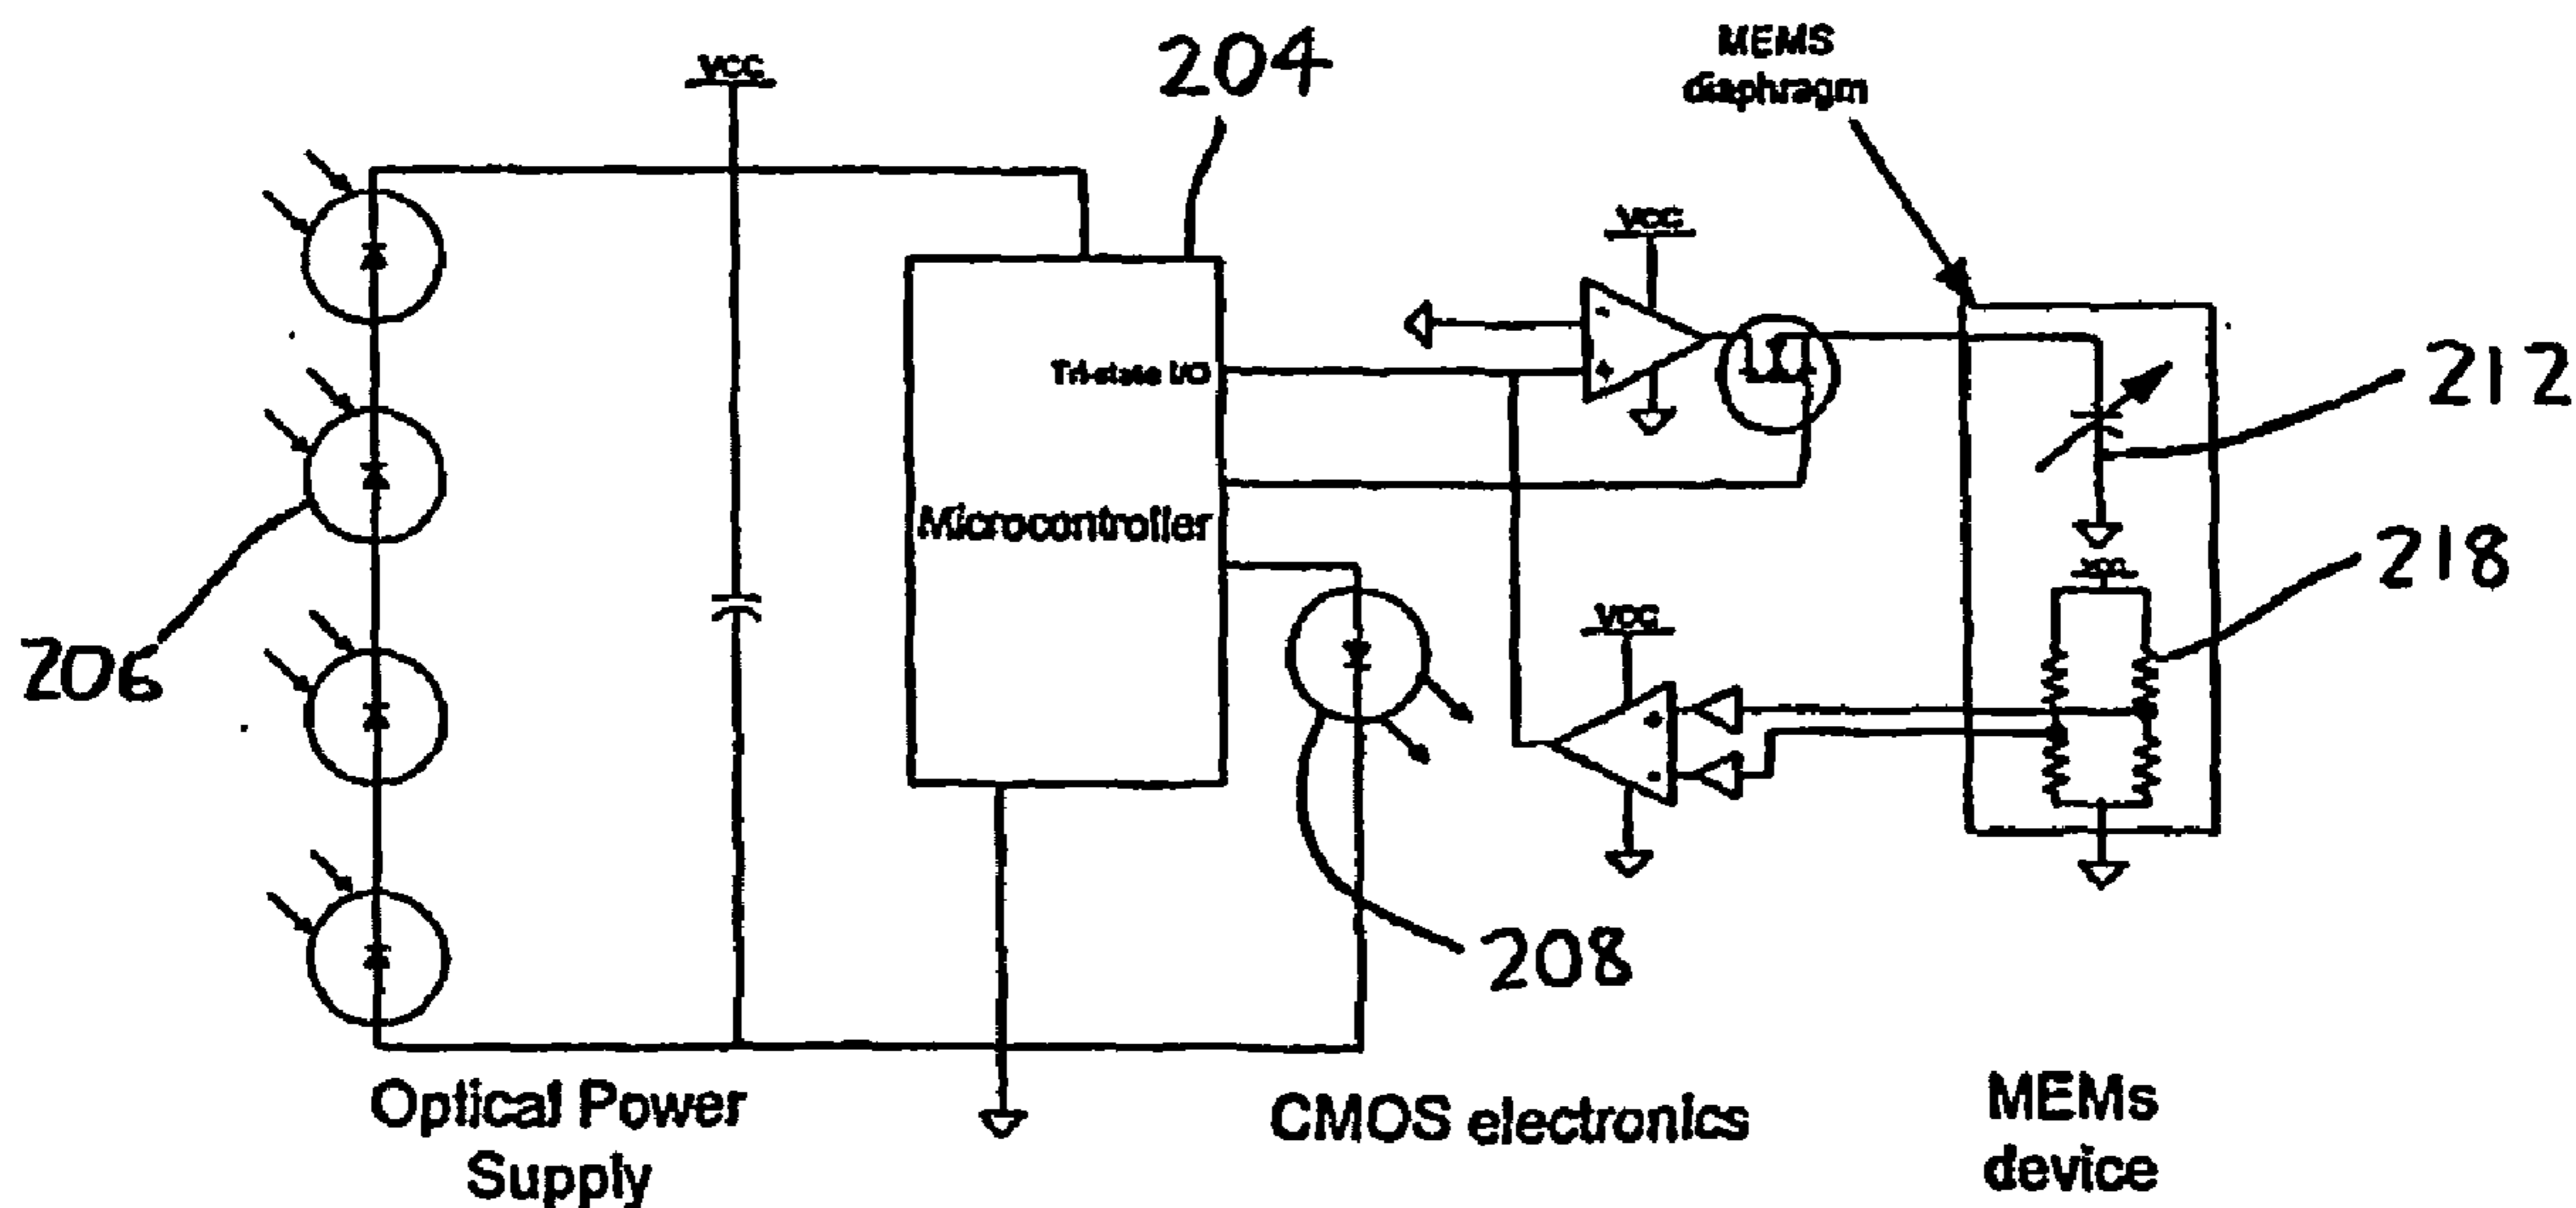 VCC
204
MEMS
diaphragm
VCC
Tri-state I/O
212
Microcontroller
218
VCC
206
VCC
208
Optical Power
Supply
CMOS electronics
MEMs
device